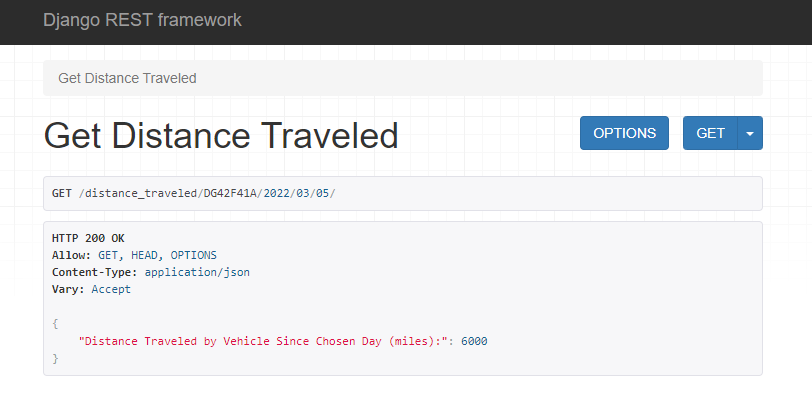 Django REST framework
Get Distance Traveled
Get Distance Traveled
OPTIONS
GET
GET /distance_traveled/DG42F41A/2022/03/05/
HTTP 200 OK
Allow: GET, HEAD, OPTIONS
Content-Type: application/json
Vary: Accept
{
    "Distance Traveled by Vehicle Since Chosen Day (miles):": 6000
}